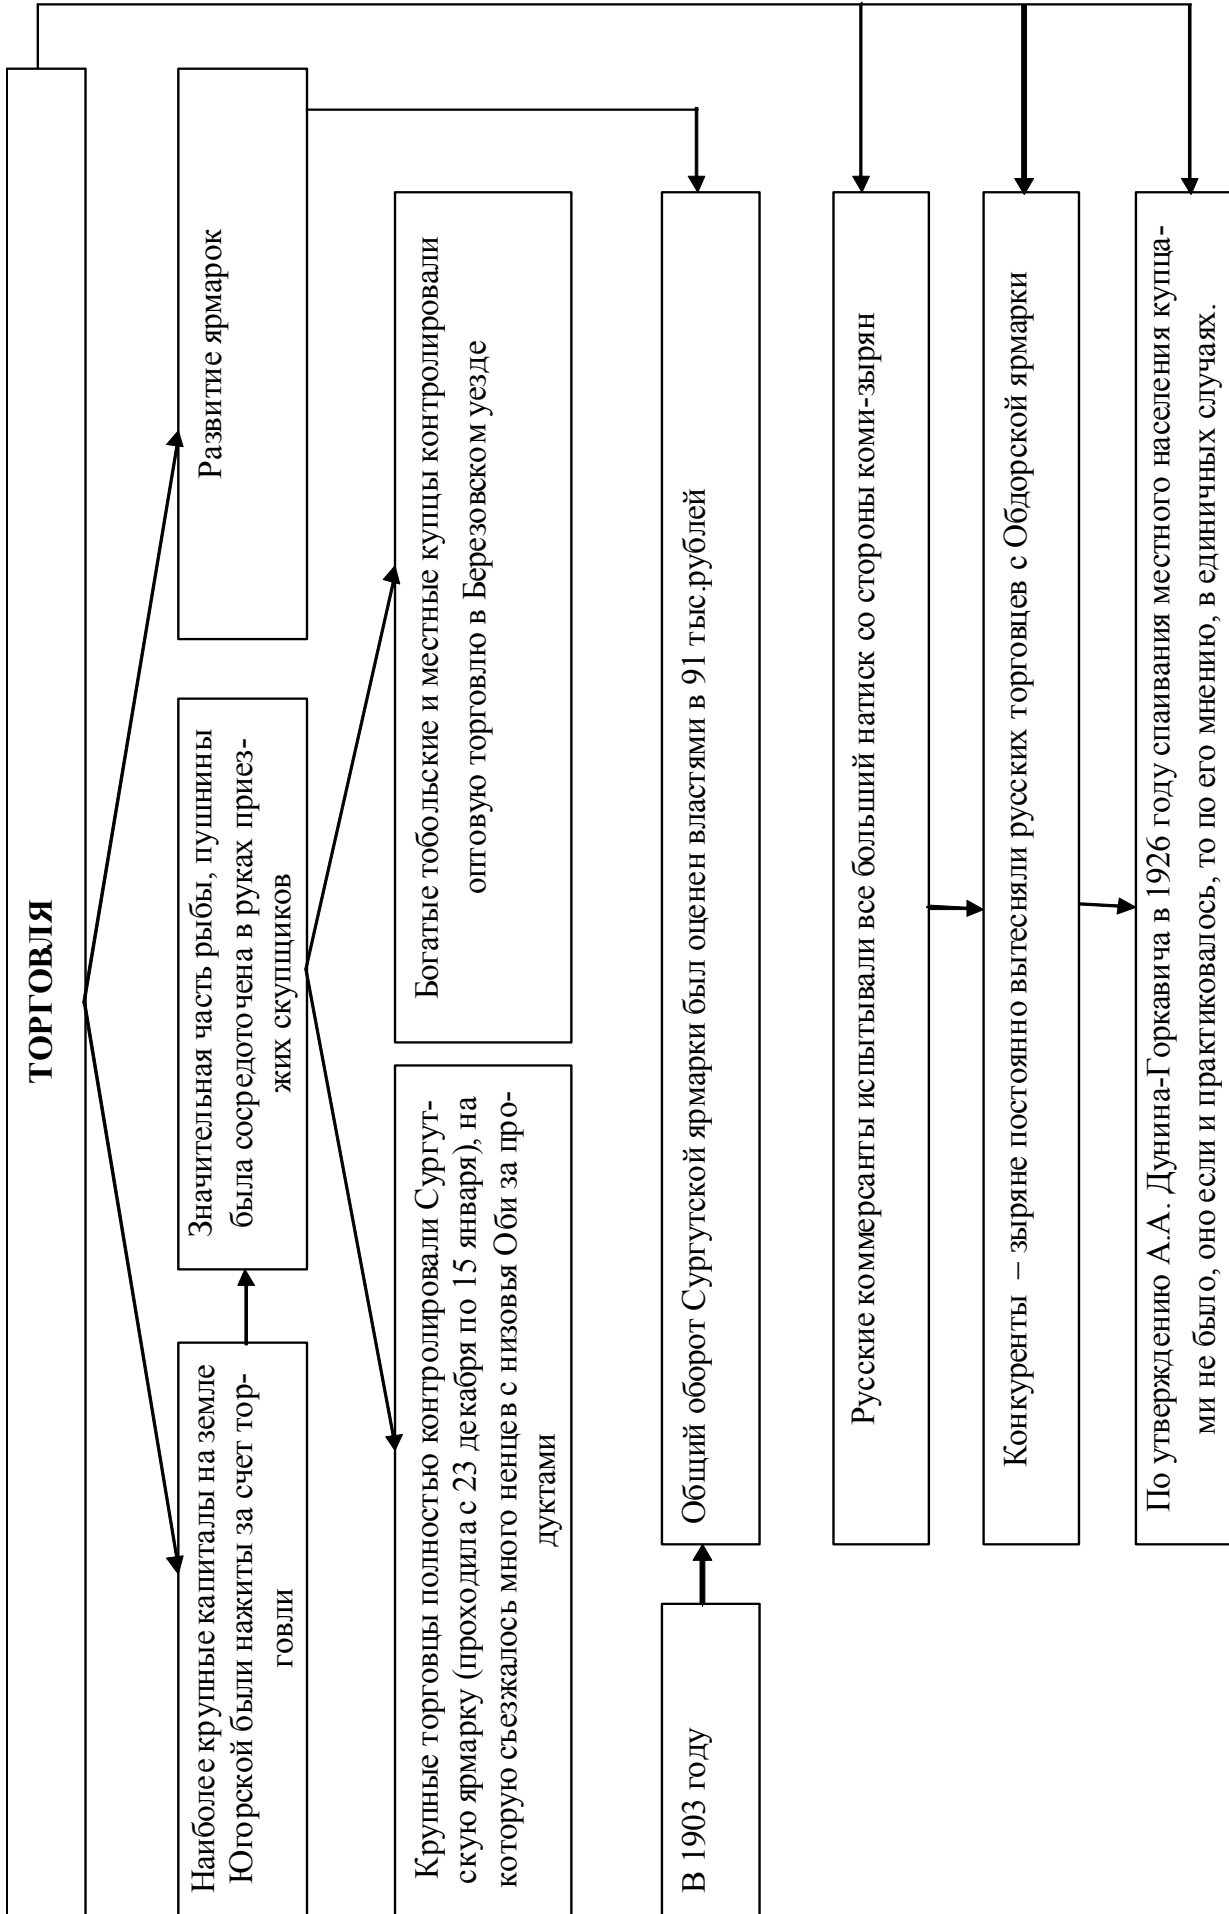 ТОРГОВЛЯ
Наиболее крупные капиталы на земле
Югорской были нажиты за счет тор-
говли
Значительная часть рыбы, пушнины
была сосредоточена в руках приез-
жих скупщиков
Развитие ярмарок
Крупные торговцы полностью контролировали Сургут-
скую ярмарку (проходила с 23 декабря по 15 января), на
которую съезжалось много ненцев с низовья Оби за про-
дуктами
Богатые тобольские и местные купцы контролировали
оптовую торговлю в Березовском уезде
В 1903 году
Общий оборот Сургутской ярмарки был оценен властями в 91 тыс.рублей
Русские коммерсанты испытывали все больший натиск со стороны коми-зырян
Конкуренты – зыряне постоянно вытесняли русских торговцев с Обдорской ярмарки
По утверждению А.А. Дунина-Горкавича в 1926 году спаивания местного населения купца-
ми не было, оно если и практиковалось, то по его мнению, в единичных случаях.